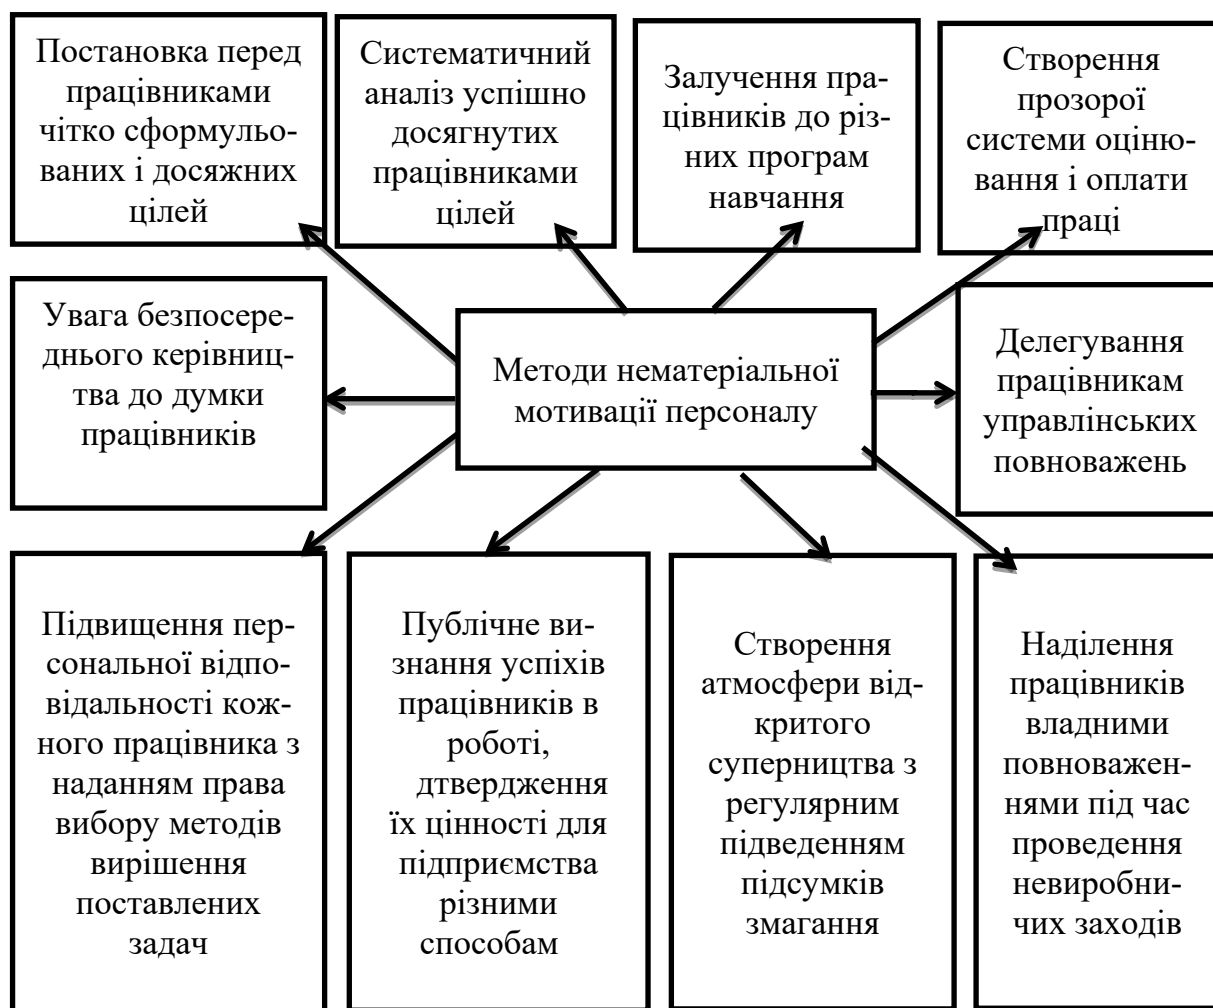 Постановка перед
працівниками
чітко сформульо-
ваних і досяжних
цілей
Систематичний
аналіз успішно
досягнутих
працівниками
цілей
Залучення пра-
цівників до різ-
них програм
навчання
Створення
прозорої
системи оціню-
вання і оплати
праці
Увага безпосере-
днього керівниц-
тва до думки
працівників
Методи нематеріальної
мотивації персоналу
Делегування
працівникам
управлінських
повноважень
Підвищення пер-
сональної відпо-
відальності кож-
ного працівника з
наданням права
вибору методів
вирішення
поставлених
задач
Публічне ви-
знання успіхів
працівників в
роботі,
дтвердження
їх цінності для
підприємства
різними
способам
Створення
атмосфери від-
критого
суперництва з
регулярним
підведенням
підсумків
змагання
Наділення
працівників
владними
повноважен-
нями під час
проведення
невиробни-
чих заходів